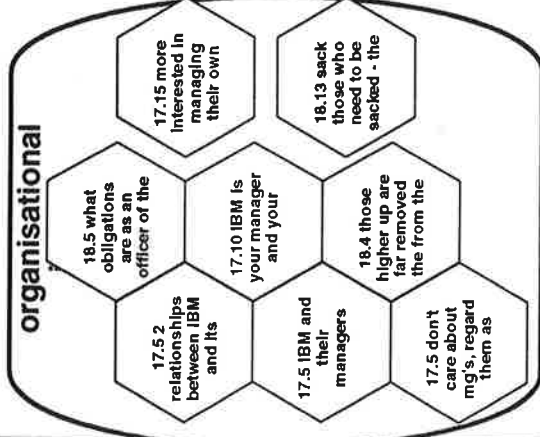 organisational
17.5 2
relationships
between IBM
and its
18.5 what
obligations
are as an
officer of the
17.15 more
interested in
managing
their own
17.5 IBM and
their
managers
17.10 IBM is
your manager
and your
18.13 sack
those who
need to be
sacked - the
17.5 don't
care about
mg's, regard
them as
18.4 those
higher up are
far removed
the from the